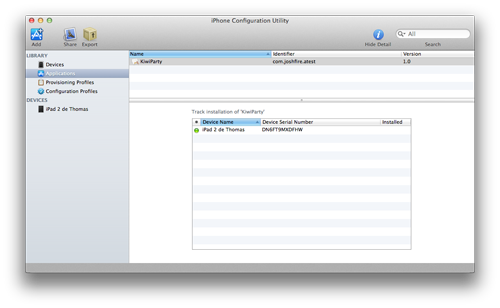 iPhone Configuration Utility
Add
Share
Export
Hide Detail
All
Search
LIBRARY
Devices
Applications
Provisioning Profiles
Configuration Profiles
DEVICES
iPad 2 de Thomas
Name
Identifier
Version
KiwiParty
com.joshfire.atest
1.0
Track installation of 'KiwiParty'
Device Name
Device Serial Number
Installed
iPad 2 de Thomas
DN6FT9MXDFHW